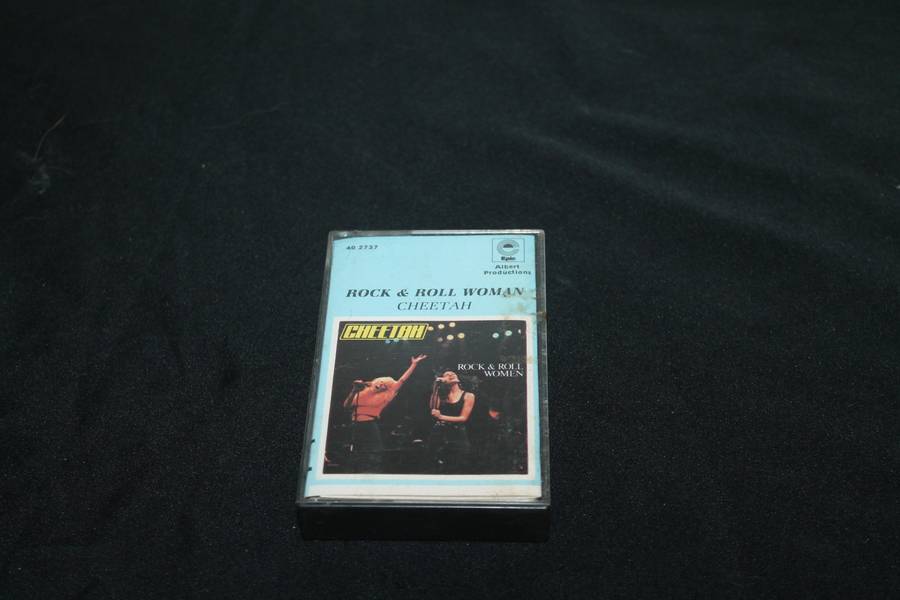 40 2737
Epic
Albert
Productions
ROCK & ROLL WOMAN
CHEETAH
CHEETAH
ROCK & ROLL
WOMEN